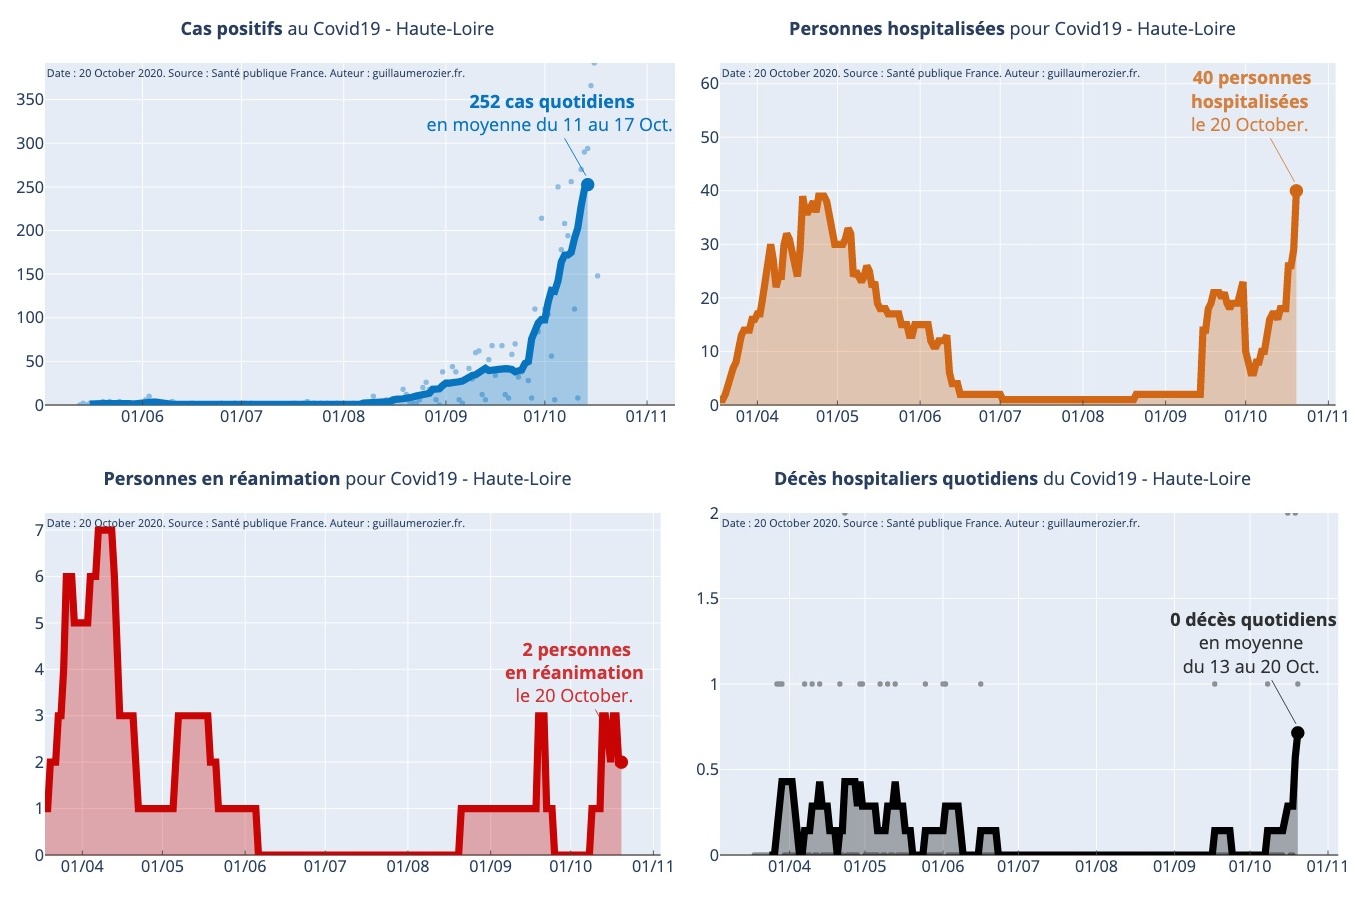 Cas positifs au Covid19 - Haute-Loire
Date : 20 October 2020. Source : Santé publique France. Auteur : guillaumerozier.fr.
252 cas quotidiens
en moyenne du 11 au 17 Oct.
350
300
250
200
150
100
50
0
01/06 01/07 01/08 01/09 01/10 01/11
Personnes hospitalisées pour Covid19 - Haute-Loire
Date : 20 October 2020. Source : Santé publique France. Auteur : guillaumerozier.fr.
40 personnes
hospitalisées
le 20 October.
60
50
40
30
20
10
0
01/04 01/05 01/06 01/07 01/08 01/09 01/10 01/11
Personnes en réanimation pour Covid19 - Haute-Loire
Date : 20 October 2020. Source : Santé publique France. Auteur : guillaumerozier.fr.
2 personnes
en réanimation
le 20 October.
7
6
5
4
3
2
1
0
01/04 01/05 01/06 01/07 01/08 01/09 01/10 01/11
Décès hospitaliers quotidiens du Covid19 - Haute-Loire
Date : 20 October 2020. Source : Santé publique France. Auteur : guillaumerozier.fr.
0 décès quotidiens
en moyenne
du 13 au 20 Oct.
2
1.5
1
0.5
0
01/04 01/05 01/06 01/07 01/08 01/09 01/10 01/11